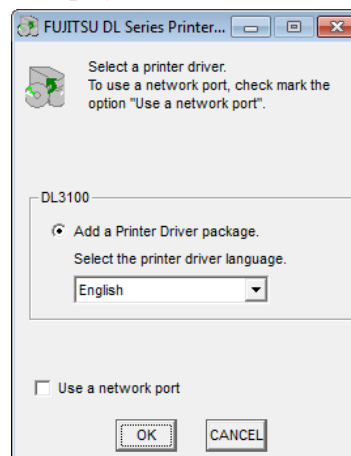 FUJITSU DL Series Printer...
Select a printer driver.
To use a network port, check mark the
option "Use a network port".
DL3100
Add a Printer Driver package.
Select the printer driver language.
English
Use a network port
OK CANCEL